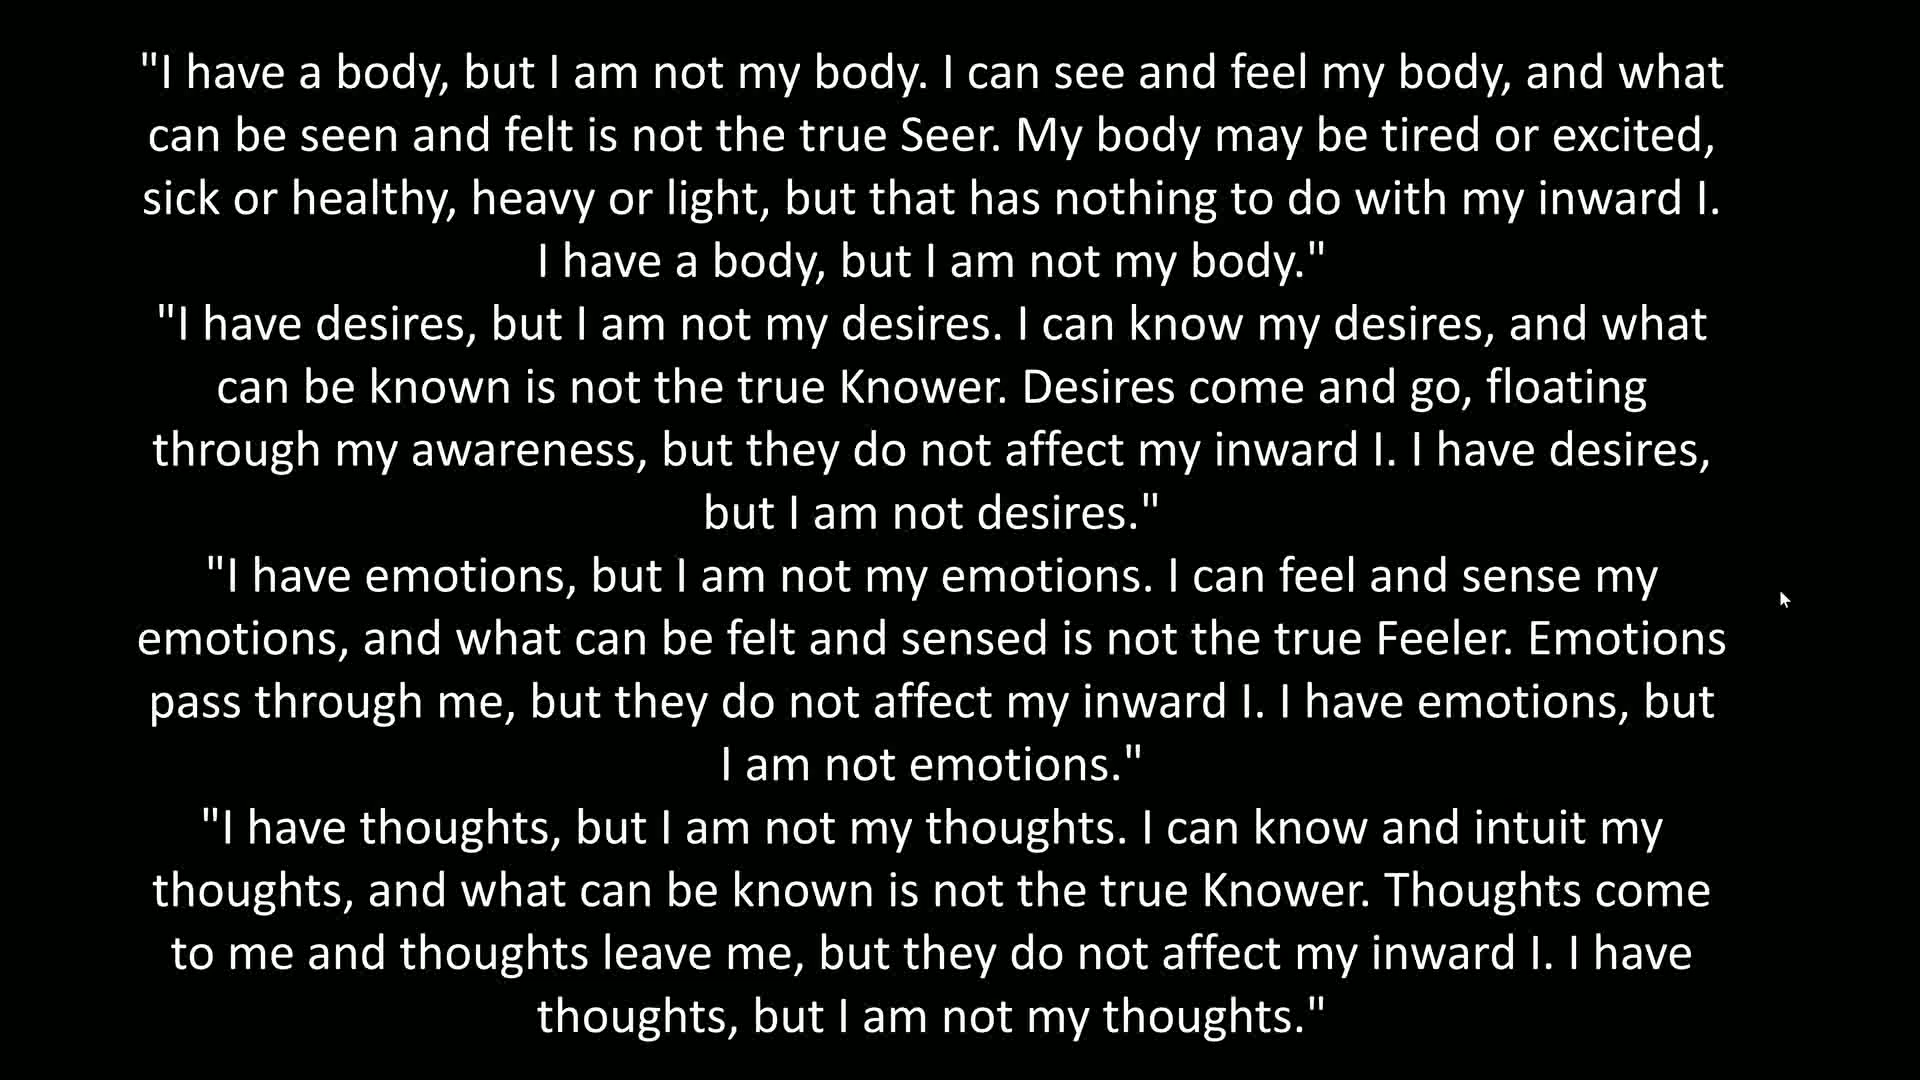 "I have a body, but I am not my body. I can see and feel my body, and what
can be seen and felt is not the true Seer. My body may be tired or excited,
sick or healthy, heavy or light, but that has nothing to do with my inward I.
I have a body, but I am not my body."
"I have desires, but I am not my desires. I can know my desires, and what
can be known is not the true Knower. Desires come and go, floating
through my awareness, but they do not affect my inward I. I have desires,
but I am not desires."
"I have emotions, but I am not my emotions. I can feel and sense my
emotions, and what can be felt and sensed is not the true Feeler. Emotions
pass through me, but they do not affect my inward I. I have emotions, but
I am not emotions."
"I have thoughts, but I am not my thoughts. I can know and intuit my
thoughts, and what can be known is not the true Knower. Thoughts come
to me and thoughts leave me, but they do not affect my inward I. I have
thoughts, but I am not my thoughts."